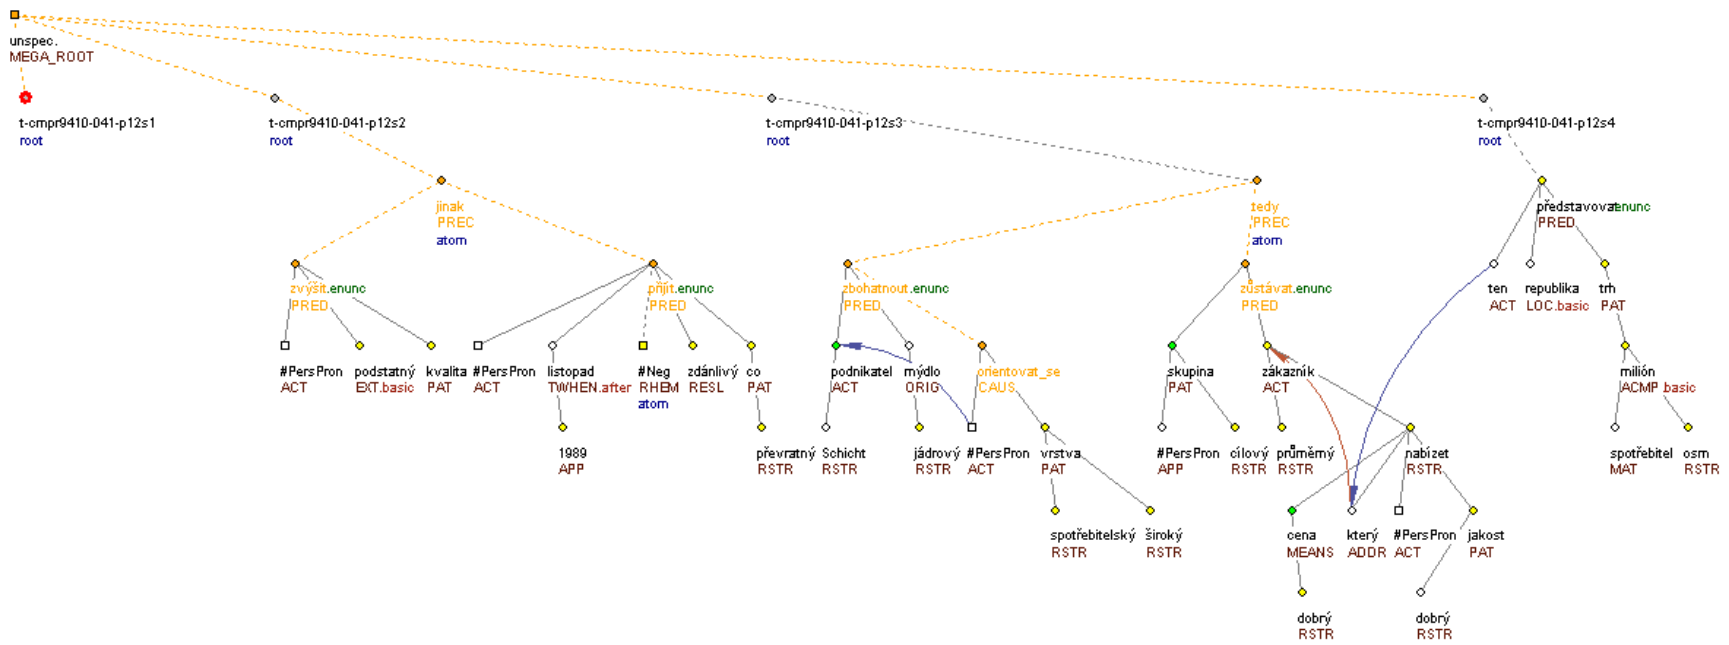 unspec.
MEGA_ROOT
t-cmpr9410-041-p12s1
root
t-cmpr9410-041-p12s2
root
t-cmpr9410-041-p12s3
root
t-cmpr9410-041-p12s4
root
jinak
PREC
atom
tedy
PREC
atom
představovat.enunc
PRED
zvýšit.enunc
PRED
přijít.enunc
PRED
zbohatnout.enunc
PRED
zůstávat.enunc
PRED
ten
ACT
republika
LOC.basic
trh
PAT
#PersPron
ACT
podstatný
EXT.basic
kvalita
PAT
#PersPron
ACT
listopad
TWHEN.after
#Neg
RHEM
atom
zdánlivý
RESL
co
PAT
podnikatel
ACT
mýdlo
ORIG
orientovat_se
CAUS
skupina
PAT
zákazník
ACT
milión
ACMP.basic
1989
APP
převratný
RSTR
Schicht
RSTR
jádrový
RSTR
#PersPron
ACT
vrstva
PAT
#PersPron
APP
cílový
RSTR
průměrný
RSTR
nabízet
RSTR
spotřebitel
MAT
osm
RSTR
spotřebitelský
RSTR
široký
RSTR
cena
MEANS
který
ADDR
#PersPron
ACT
jakost
PAT
dobrý
RSTR
dobrý
RSTR